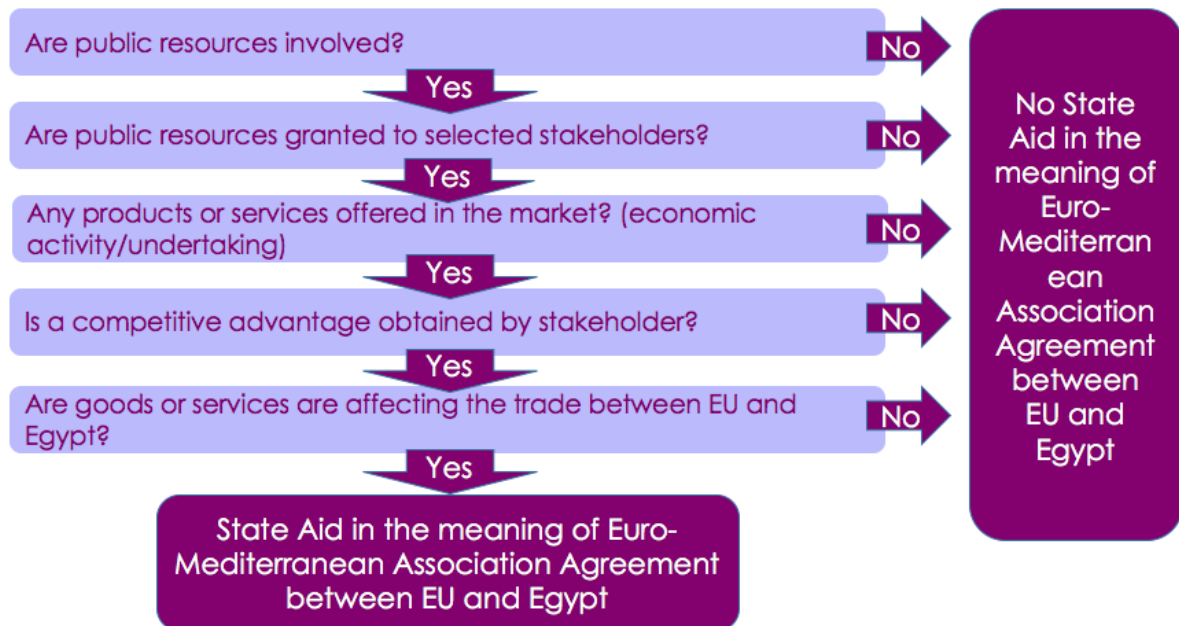 Are public resources involved?
No
Yes
Are public resources granted to selected stakeholders?
No
Yes
Any products or services offered in the market? (economic
activity/undertaking)
No
Yes
Is a competitive advantage obtained by stakeholder?
No
Yes
Are goods or services are affecting the trade between EU and
Egypt?
No
Yes
State Aid in the meaning of Euro-
Mediterranean Association Agreement
between EU and Egypt
No State
Aid in the
meaning of
Euro-
Mediterran
ean
Association
Agreement
between
EU and
Egypt